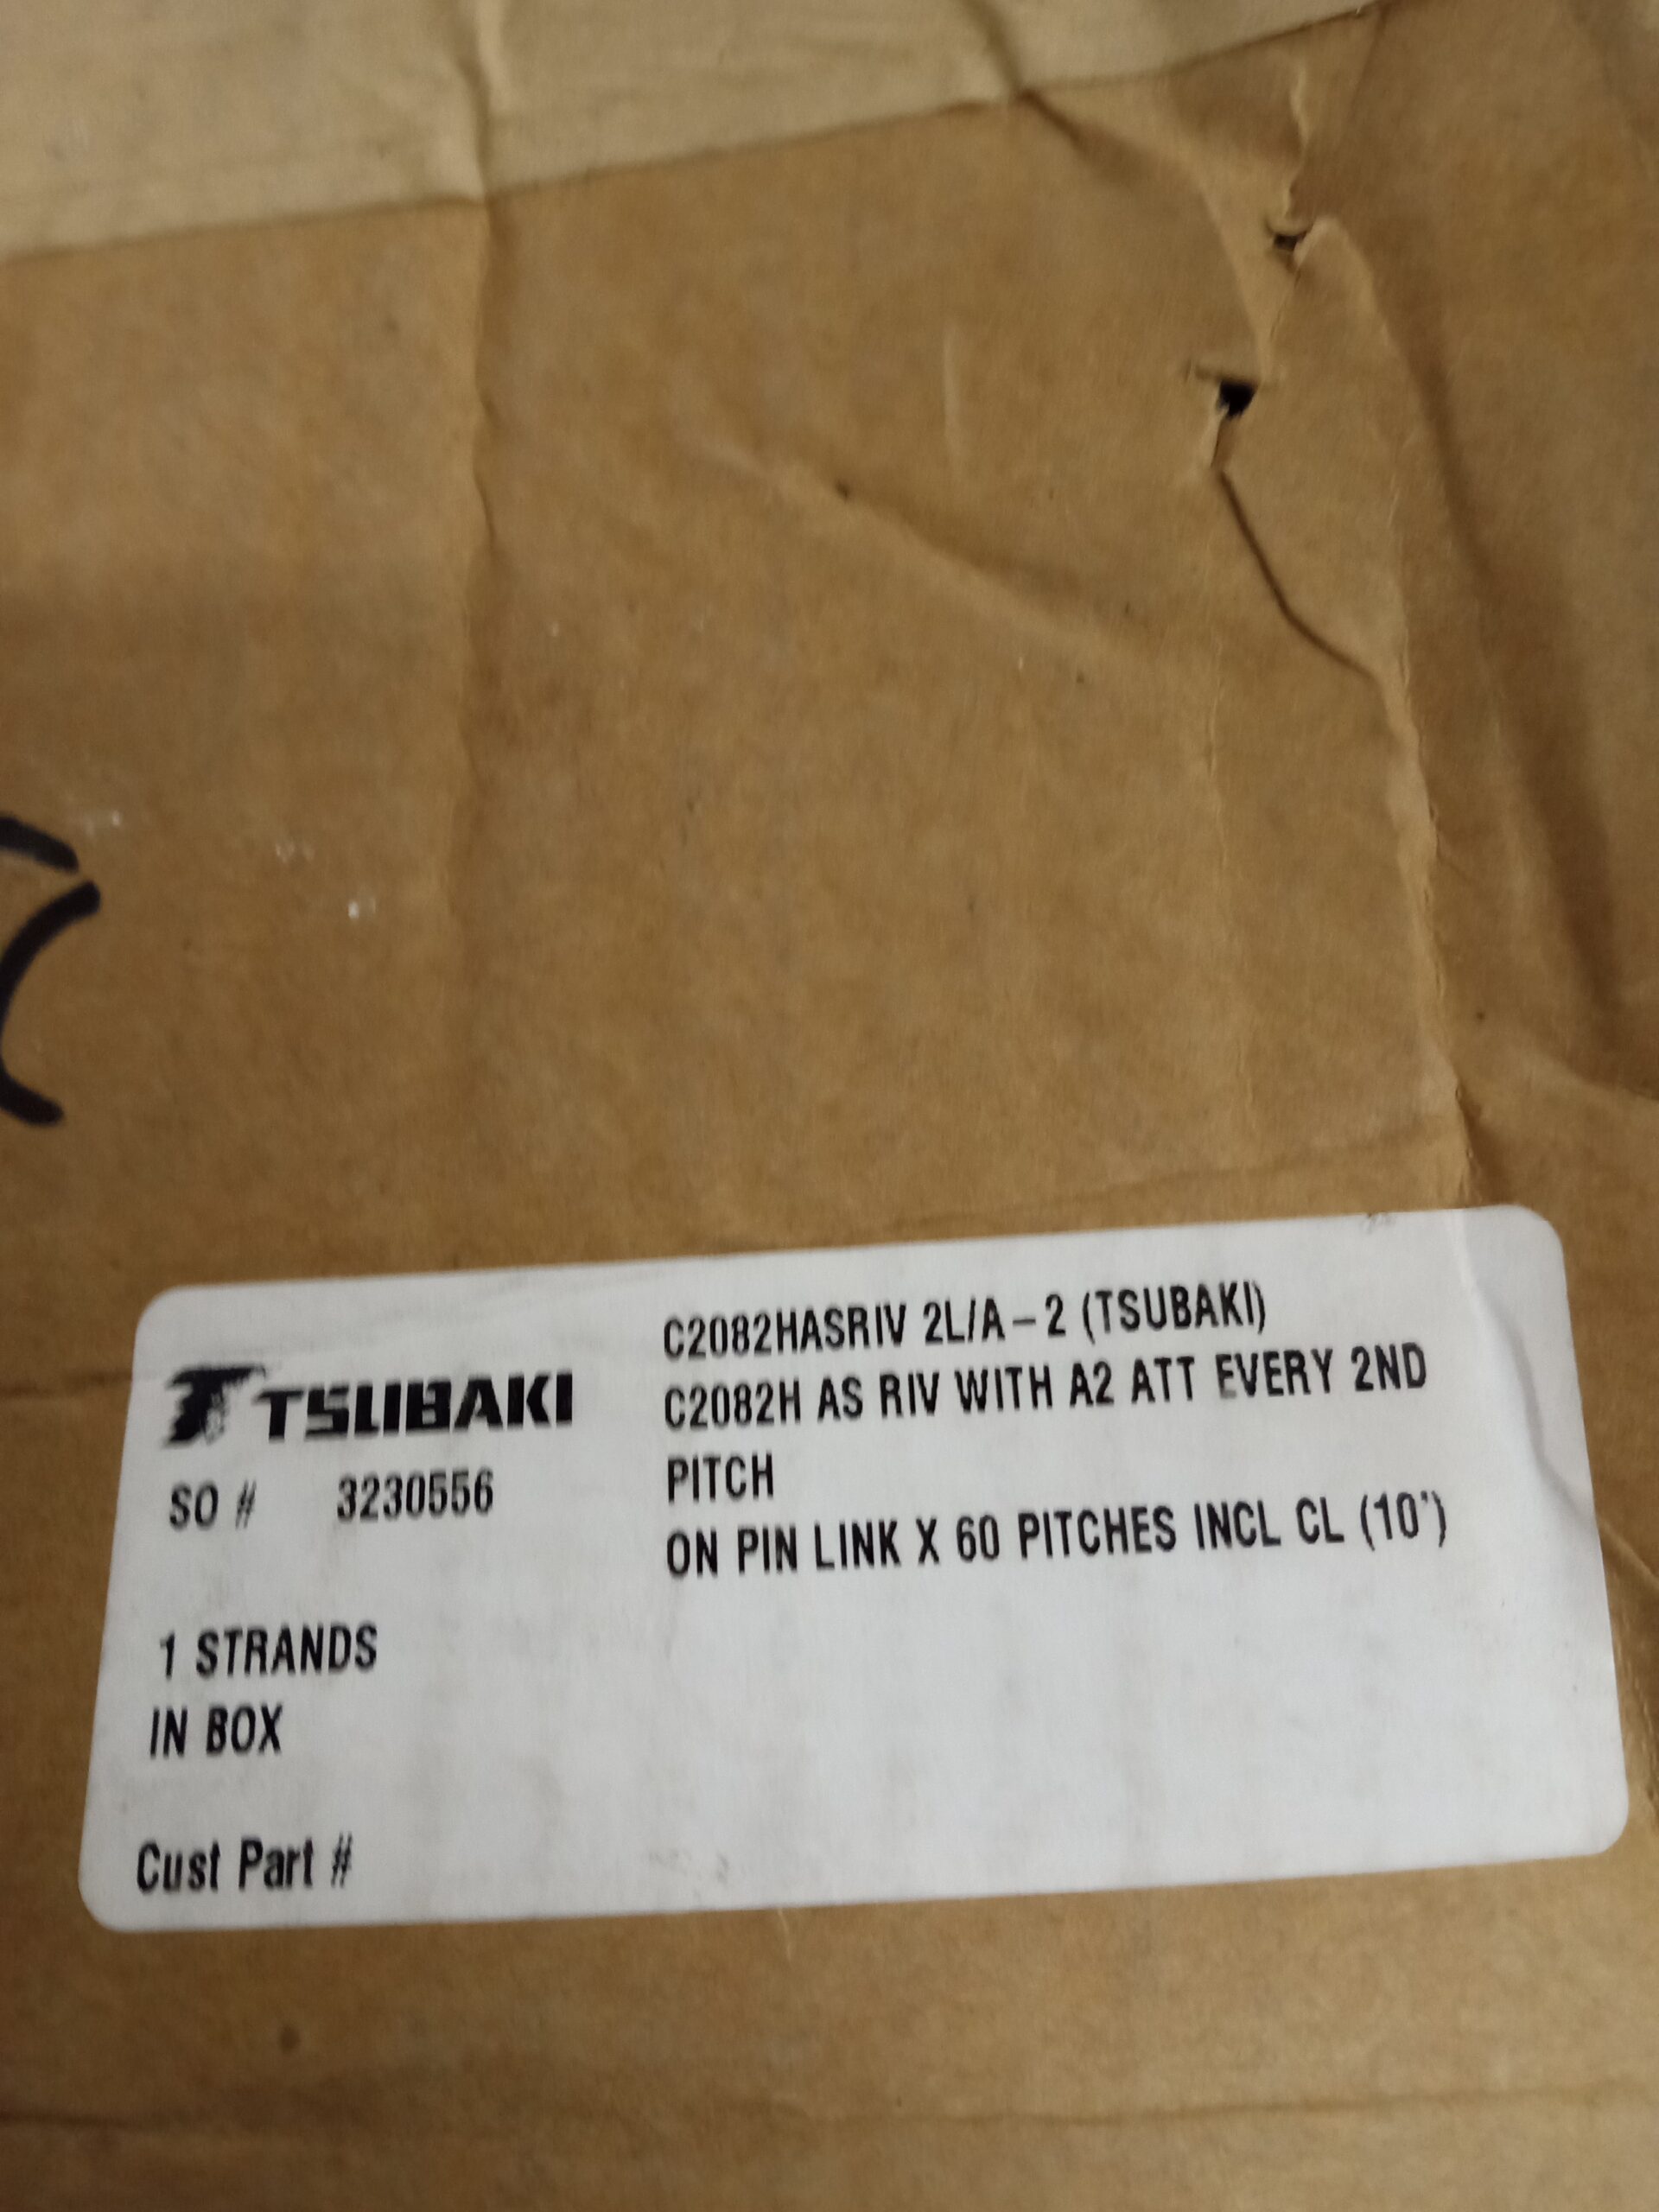 C2082HASRIV 2L/A-2 (TSUBAKI)
TSUBAKI
C2082H AS RIV WITH A2 ATT EVERY 2ND
PITCH
SO # 3230556
ON PIN LINK X 60 PITCHES INCL CL (10')
1 STRANDS
IN BOX
Cust Part #